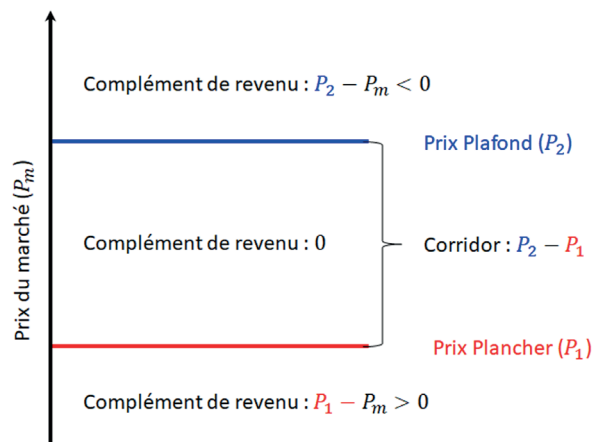 Complément de revenu : P₂ − Pₘ < 0
Prix Plafond (P₂)
Prix du marché (Pₘ)
Complément de revenu : 0
Corridor : P₂ − P₁
Prix Plancher (P₁)
Complément de revenu : P₁ − Pₘ > 0